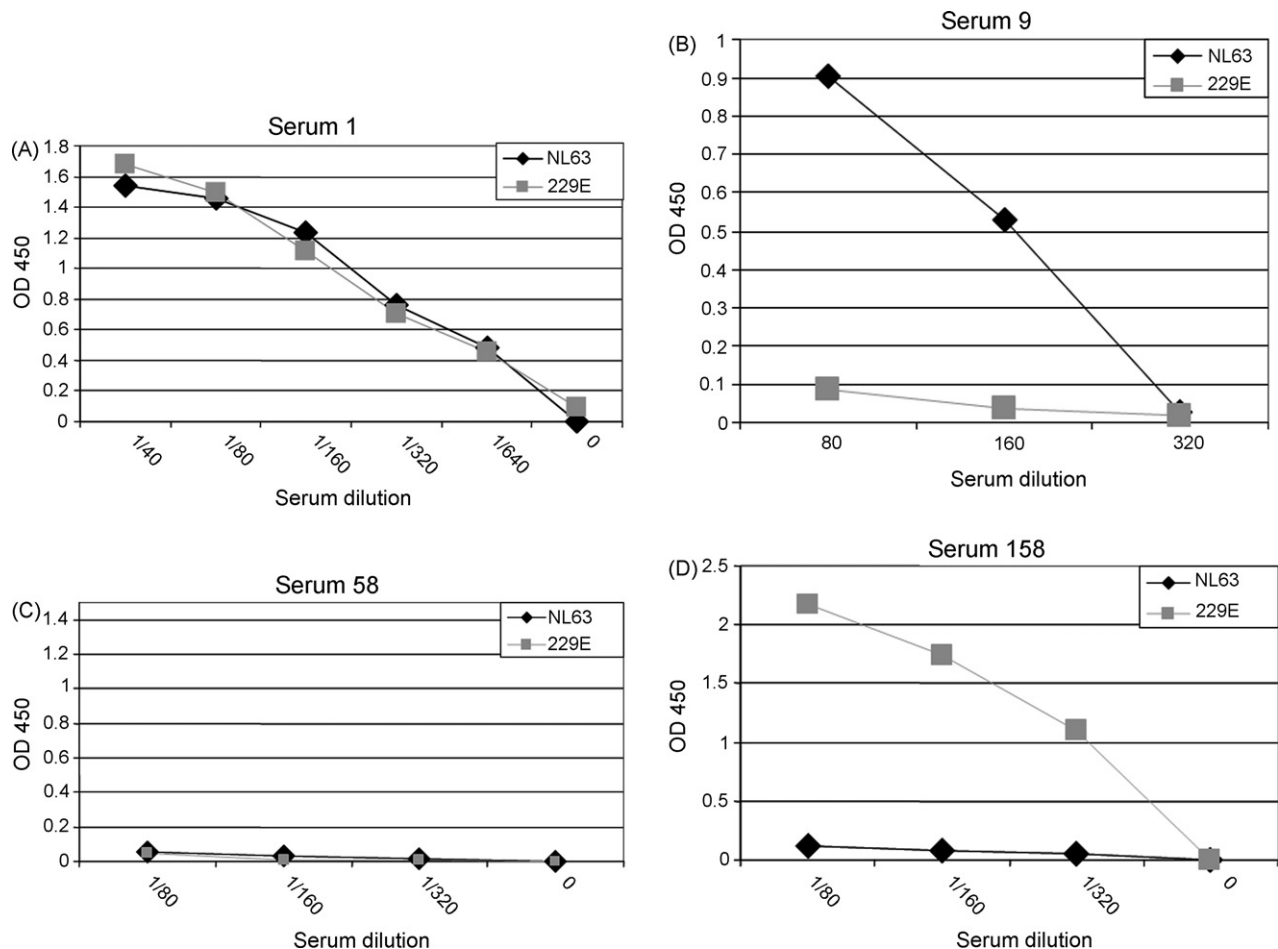 (A)
Serum 1
NL63
229E
OD 450
1.8
1.6
1.4
1.2
1
0.8
0.6
0.4
0.2
0
1/40
1/80
1/160
1/320
1/640
0
Serum dilution
(B)
Serum 9
NL63
229E
OD 450
1
0.9
0.8
0.7
0.6
0.5
0.4
0.3
0.2
0.1
0
80
160
320
Serum dilution
(C)
Serum 58
NL63
229E
OD 450
1.4
1.2
1
0.8
0.6
0.4
0.2
0
1/80
1/160
1/320
0
Serum dilution
(D)
Serum 158
NL63
229E
OD 450
2.5
2
1.5
1
0.5
0
1/80
1/160
1/320
0
Serum dilution